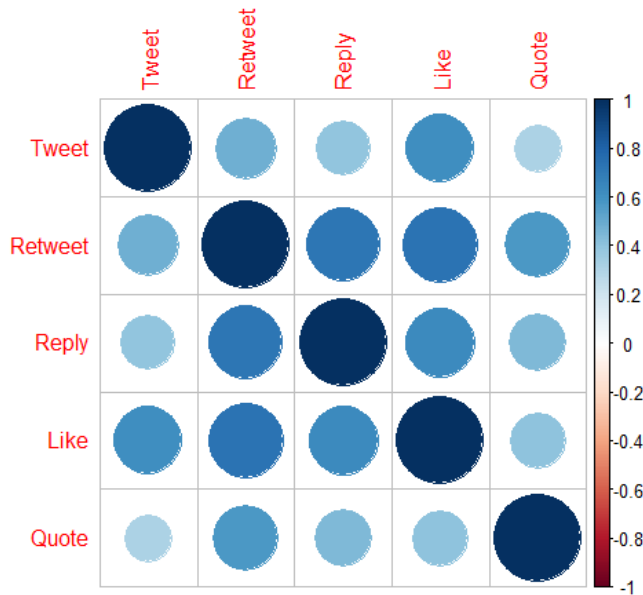 Tweet
Retweet
Reply
Like
Quote
Tweet
Retweet
Reply
Like
Quote
1
0.8
0.6
0.4
0.2
0
-0.2
-0.4
-0.6
-0.8
-1